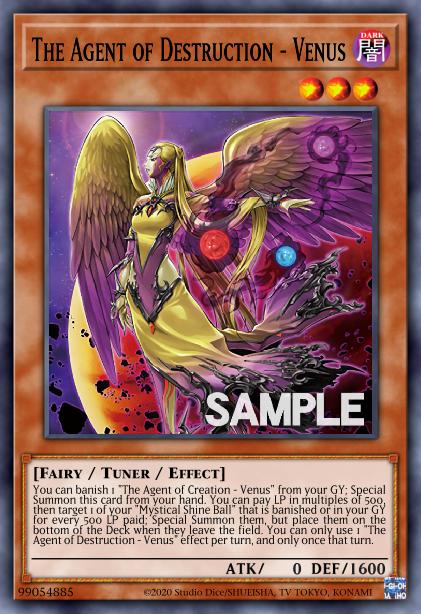 THE AGENT OF DESTRUCTION - VENUS
DARK
闇
SAMPLE
[FAIRY / TUNER / EFFECT]
You can banish 1 "The Agent of Creation - Venus" from your GY; Special
Summon this card from your hand. You can pay LP in multiples of 500,
then target 1 of your "Mystical Shine Ball" that is banished or in your GY
for every 500 LP paid; Special Summon them, but place them on the
bottom of the Deck when they leave the field. You can only use 1 "The
Agent of Destruction - Venus" effect per turn, and only once that turn.
ATK/ 0 DEF/1600
99054885
©2020 Studio Dice/SHUEISHA, TV TOKYO, KONAMI